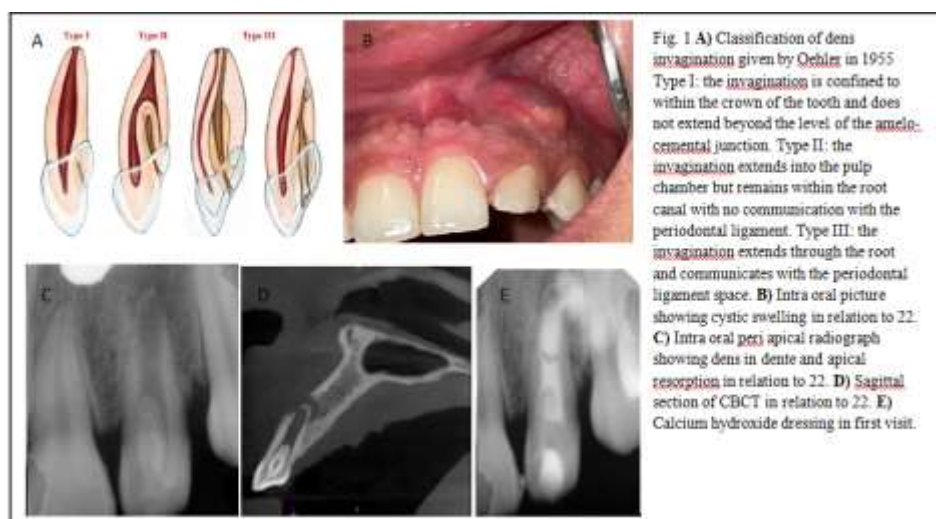 A
Type I
Type II
Type III
B
Fig. 1 A) Classification of dens
invagination given by Oehler in 1955
Type I: the invagination is confined to
within the crown of the tooth and does
not extend beyond the level of the amelo-
cemental junction. Type II: the
invagination extends into the pulp
chamber but remains within the root
canal with no communication with the
periodontal ligament. Type III: the
invagination extends through the root
and communicates with the periodontal
ligament space. B) Intra oral picture
showing cystic swelling in relation to 22.
C) Intra oral peri apical radiograph
showing dens in dente and apical
resorption in relation to 22. D) Sagittal
section of CBCT in relation to 22. E)
Calcium hydroxide dressing in first visit.
C
D
E